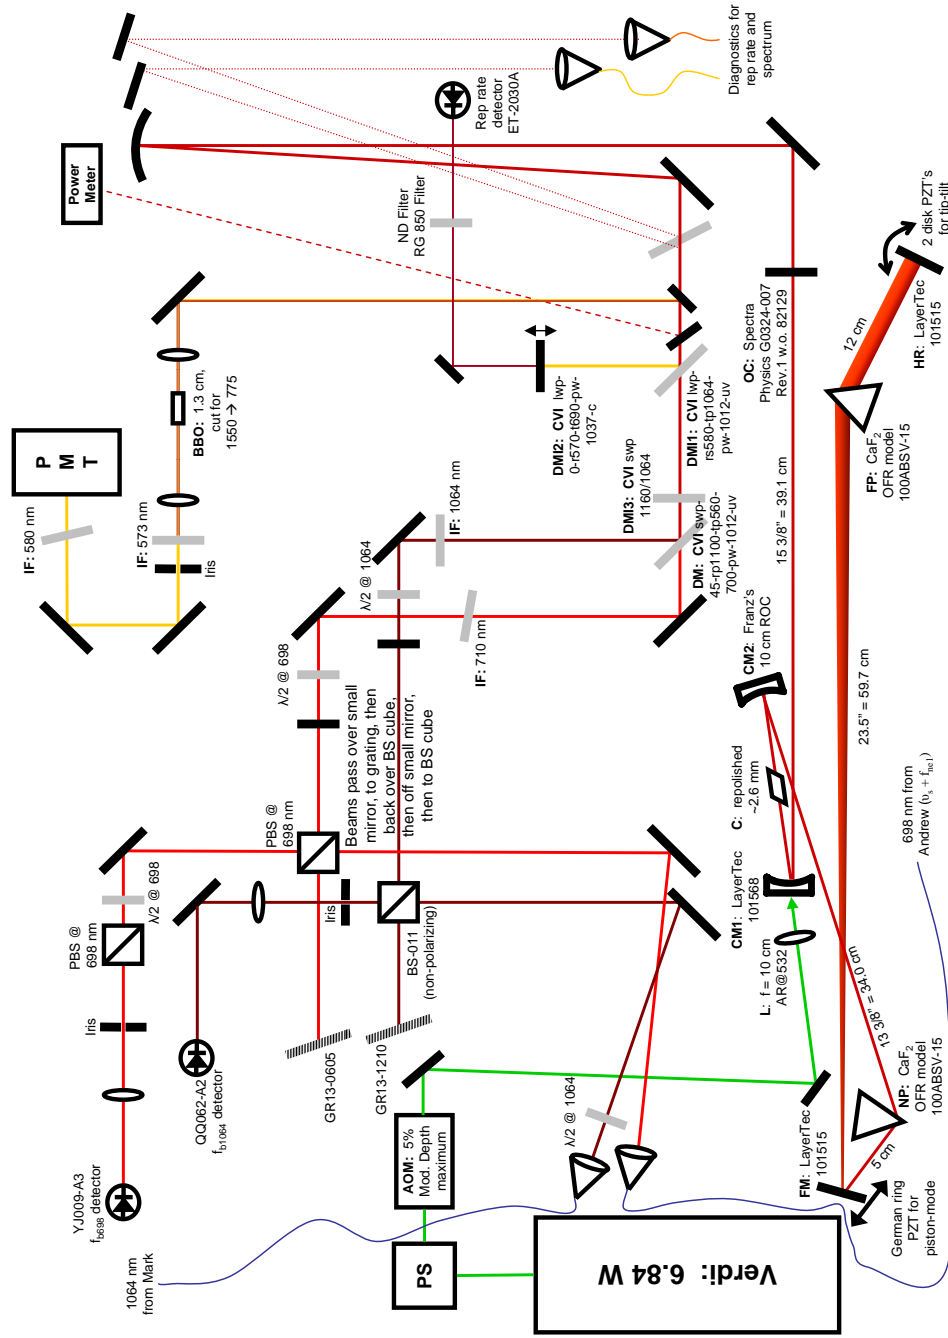 Diagnostics for
rep rate and
spectrum
Rep rate
detector
ET-2030A
Power
Meter
ND Filter
RG 850 Filter
2 disk PZT's
for tip-tilt
HR: LayerTec
101515
12 cm
OC: Spectra
Physics G0324-007
Rev.1 w.o. 82129
FP: CaF2
OFR model
100ABSV-15
BBO: 1.3 cm,
cut for
1550 → 775
P M T
IF: 580 nm
IF: 573 nm
Iris
DMI2: CVI lwp-
0-r570-t690-pw-
1037-c
DMI1: CVI lwp-
rs580-tp1064-
pw-1012-uv
DMI3: CVI swp
1160/1064
DM: CVI swp-
45-rp1100-tp560-
700-pw-1012-uv
IF: 1064 nm
λ/2 @ 1064
IF: 710 nm
λ/2 @ 698
15 3/8” = 39.1 cm
23.5” = 59.7 cm
CM2: Franz's
10 cm ROC
C: repolished
~2.6 mm
CM1: LayerTec
101568
L: f = 10 cm
AR@532
13 3/8” = 34.0 cm
698 nm from
Andrew (υs + fne1)
Beams pass over small
mirror, to grating, then
back over BS cube,
then off small mirror,
then to BS cube
PBS @
698 nm
λ/2 @ 698
PBS @
698 nm
Iris
Iris
BS-011
(non-polarizing)
GR13-0605
GR13-1210
QQ062-A2
fb1064 detector
YJ009-A3
fb698 detector
AOM: 5%
Mod. Depth
maximum
λ/2 @ 1064
NP: CaF2
OFR model
100ABSV-15
5 cm
FM: LayerTec
101515
German ring
PZT for
piston-mode
1064 nm
from Mark
PS
Verdi: 6.84 W